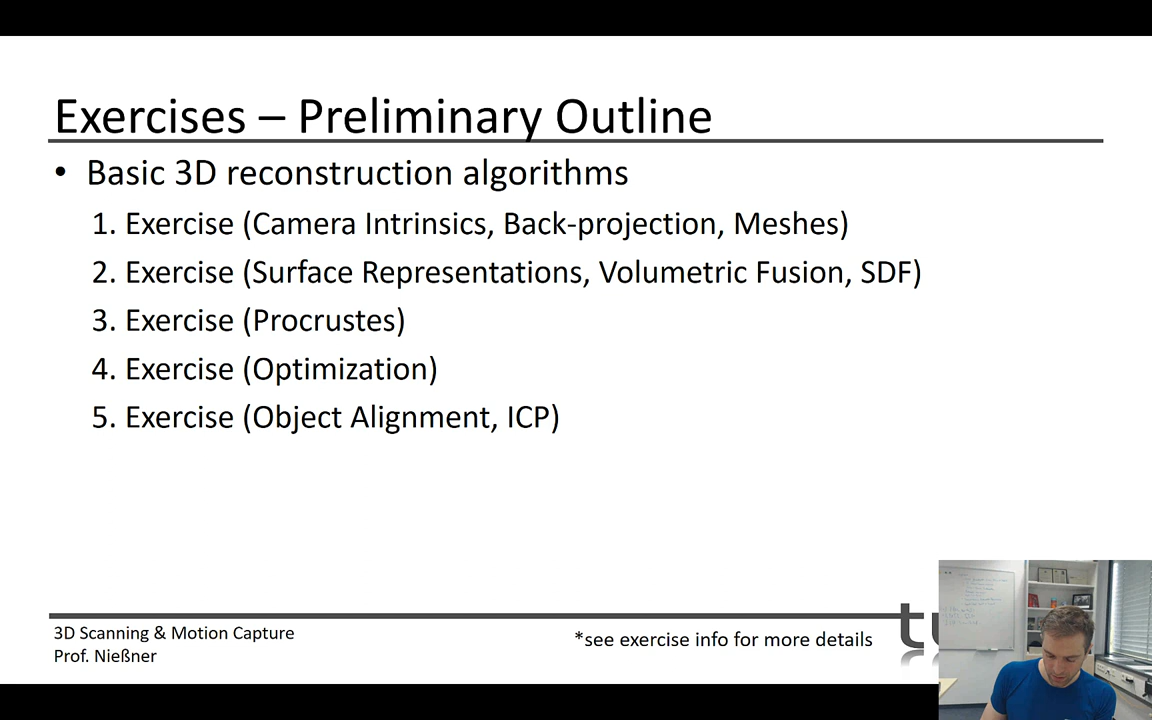 Exercises – Preliminary Outline
• Basic 3D reconstruction algorithms
1. Exercise (Camera Intrinsics, Back-projection, Meshes)
2. Exercise (Surface Representations, Volumetric Fusion, SDF)
3. Exercise (Procrustes)
4. Exercise (Optimization)
5. Exercise (Object Alignment, ICP)
3D Scanning & Motion Capture
Prof. Nießner
*see exercise info for more details